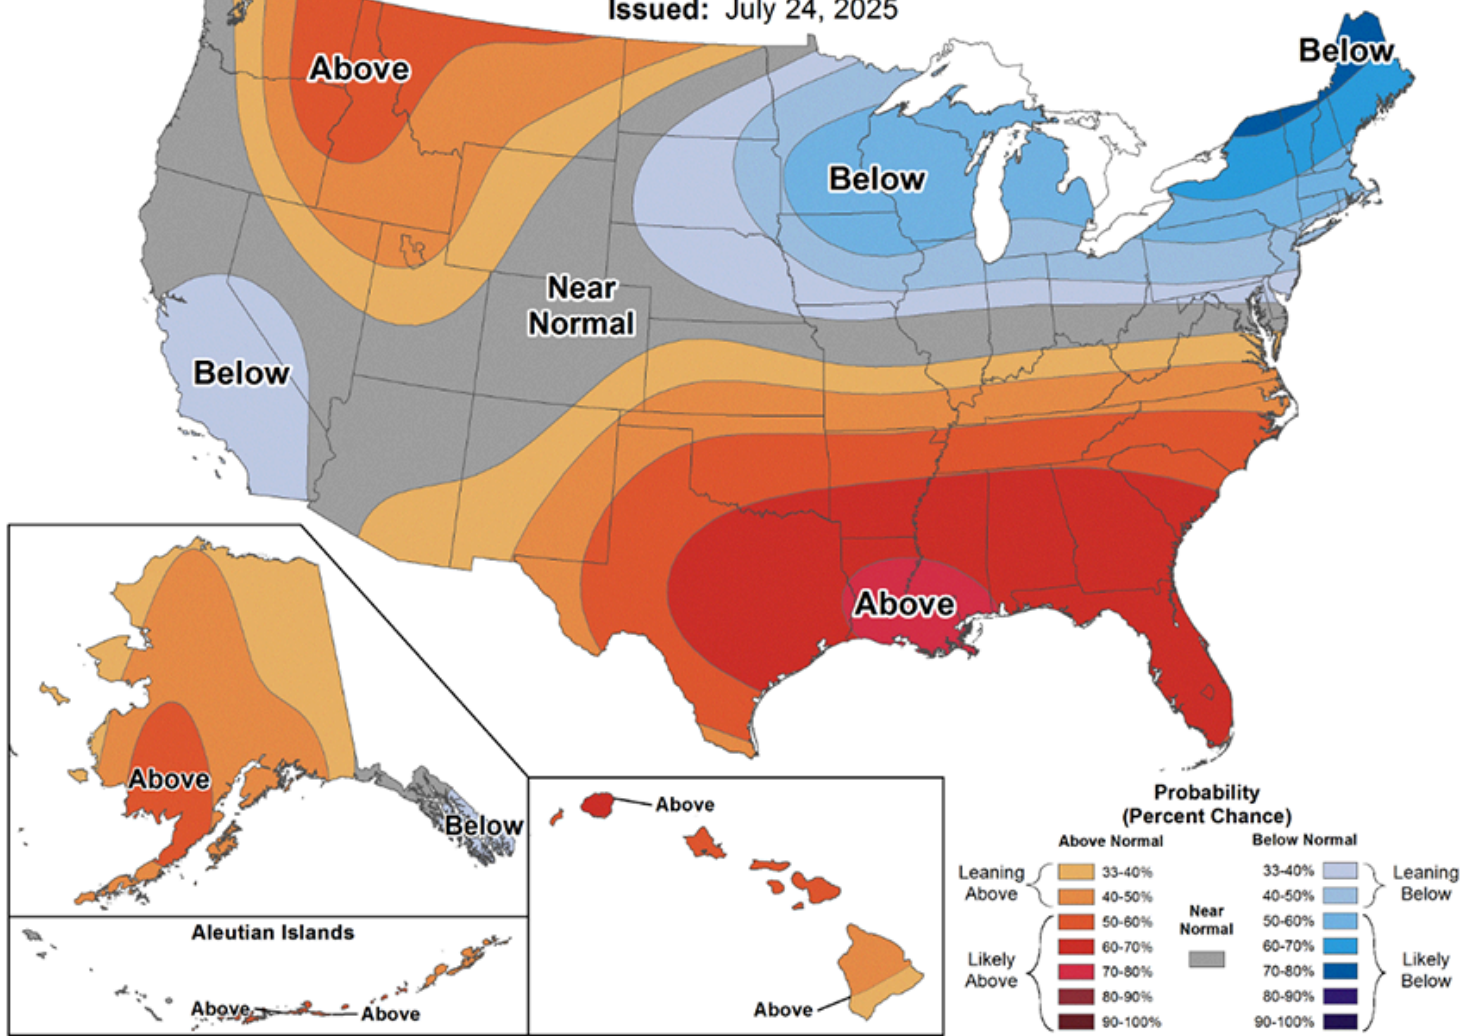 Issued: July 24, 2025
Above
Below
Below
Near
Normal
Below
Above
Above
Below
Aleutian Islands
Above
Above
Above
Above
Probability
(Percent Chance)
Above Normal
Below Normal
Leaning
Above
33-40%
40-50%
Likely
Above
50-60%
60-70%
70-80%
80-90%
90-100%
Near
Normal
33-40%
40-50%
Leaning
Below
50-60%
60-70%
70-80%
80-90%
90-100%
Likely
Below